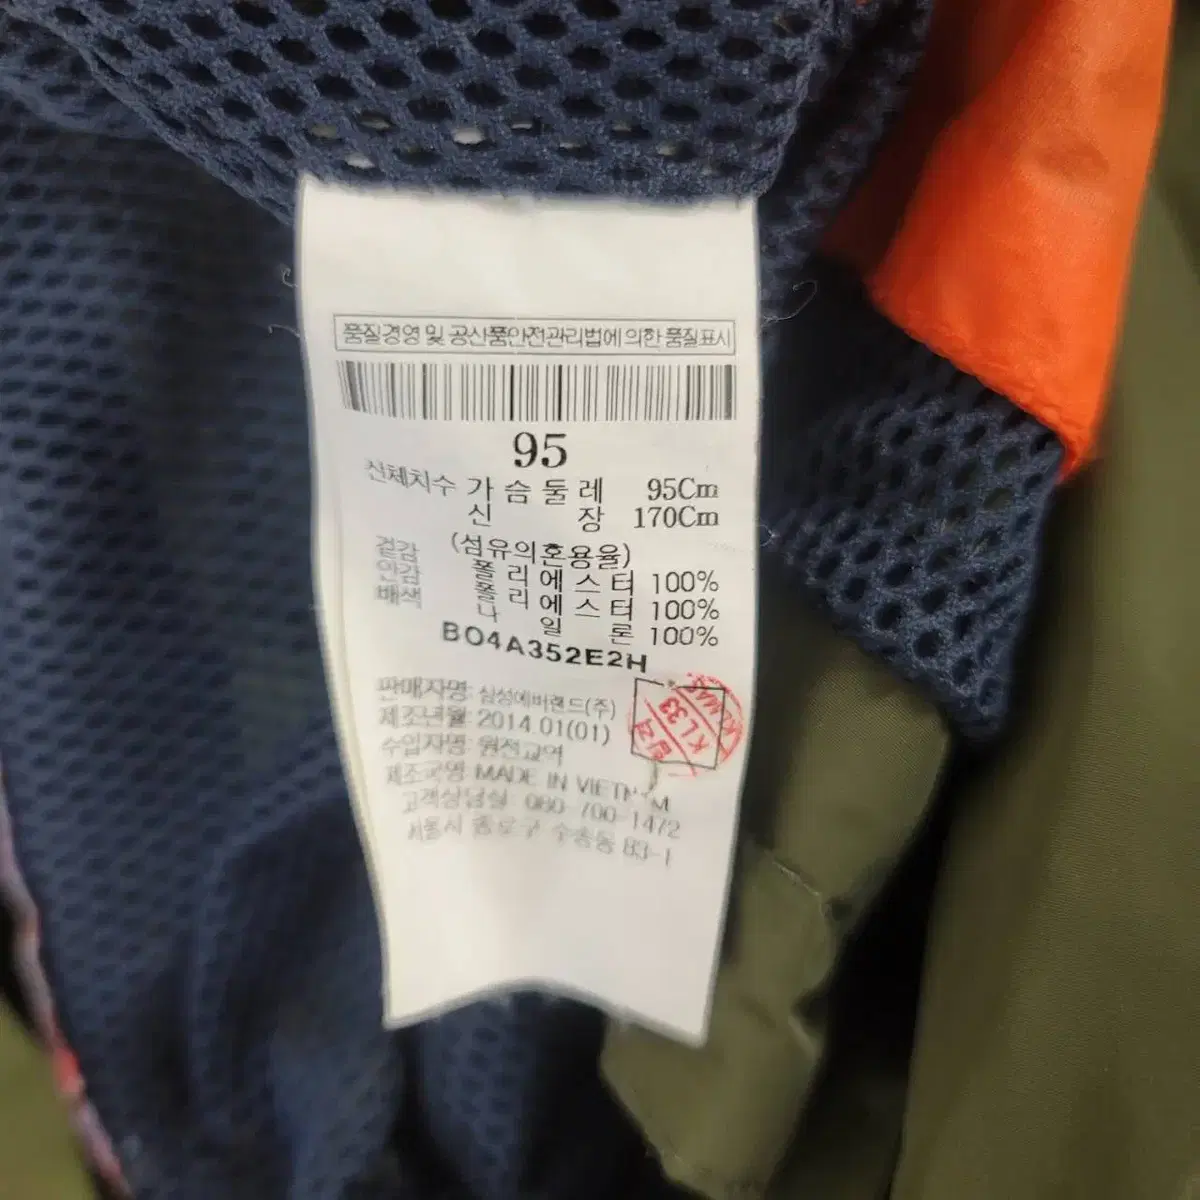 품질경영 및 공산품안전관리법에 의한 품질표시
95
신체치수 가슴둘레 95Cm
신장 170Cm
(섬유의혼용율)
겉감 폴리에스터 100%
안감 폴리에스터 100%
배색 나일론 100%
BO4A352E2H
판매자명: 삼성에버랜드(주)
제조년월: 2014.01(01)
수입자명: 원전교역
제조국명: MADE IN VIETNAM
고객상담실: 080-700-1472
서울시 종로구 수송동 83-1
KL33